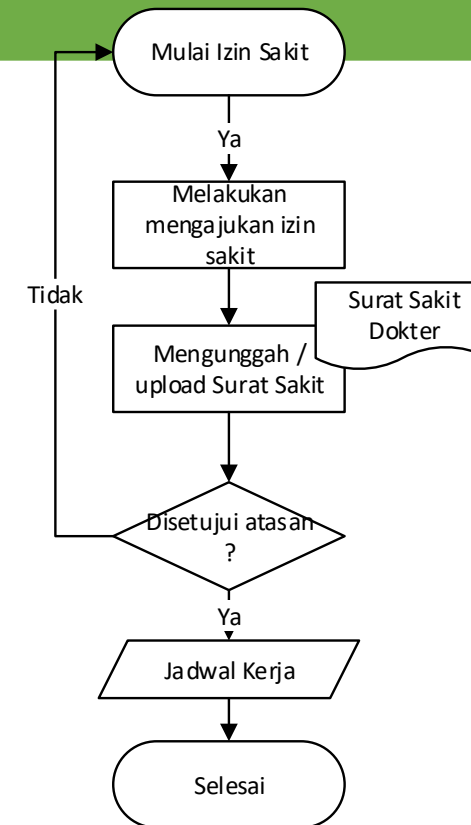 Mulai Izin Sakit
Ya
Melakukan
mengajukan izin
sakit
Tidak
Surat Sakit
Dokter
Mengunggah /
upload Surat Sakit
Disetujui atasan
?
Ya
Jadwal Kerja
Selesai